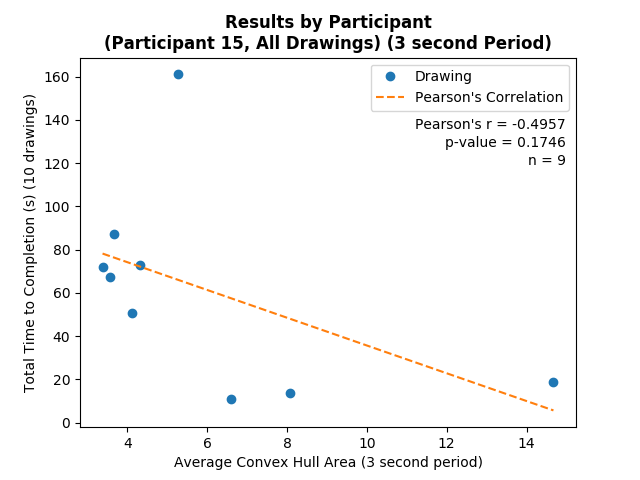 Results by Participant
(Participant 15, All Drawings) (3 second Period)
Drawing
Pearson's Correlation
Pearson's r = -0.4957
p-value = 0.1746
n = 9
Total Time to Completion (s) (10 drawings)
160
140
120
100
80
60
40
20
0
4 6 8 10 12 14
Average Convex Hull Area (3 second period)